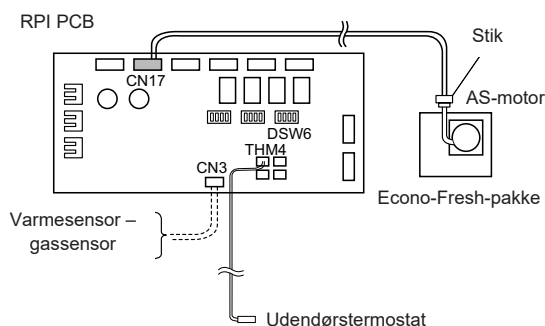 RPI PCB
Stik
CN17
AS-motor
DSW6
THM4
CN3
Econo-Fresh-pakke
Varmesensor –
gassensor
Udendørstermostat